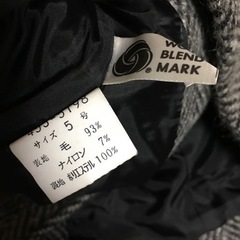 BLEND
MARK
サイズ 5 号
表地 毛 93%
ナイロン 7%
裏地 ポリエステル 100%